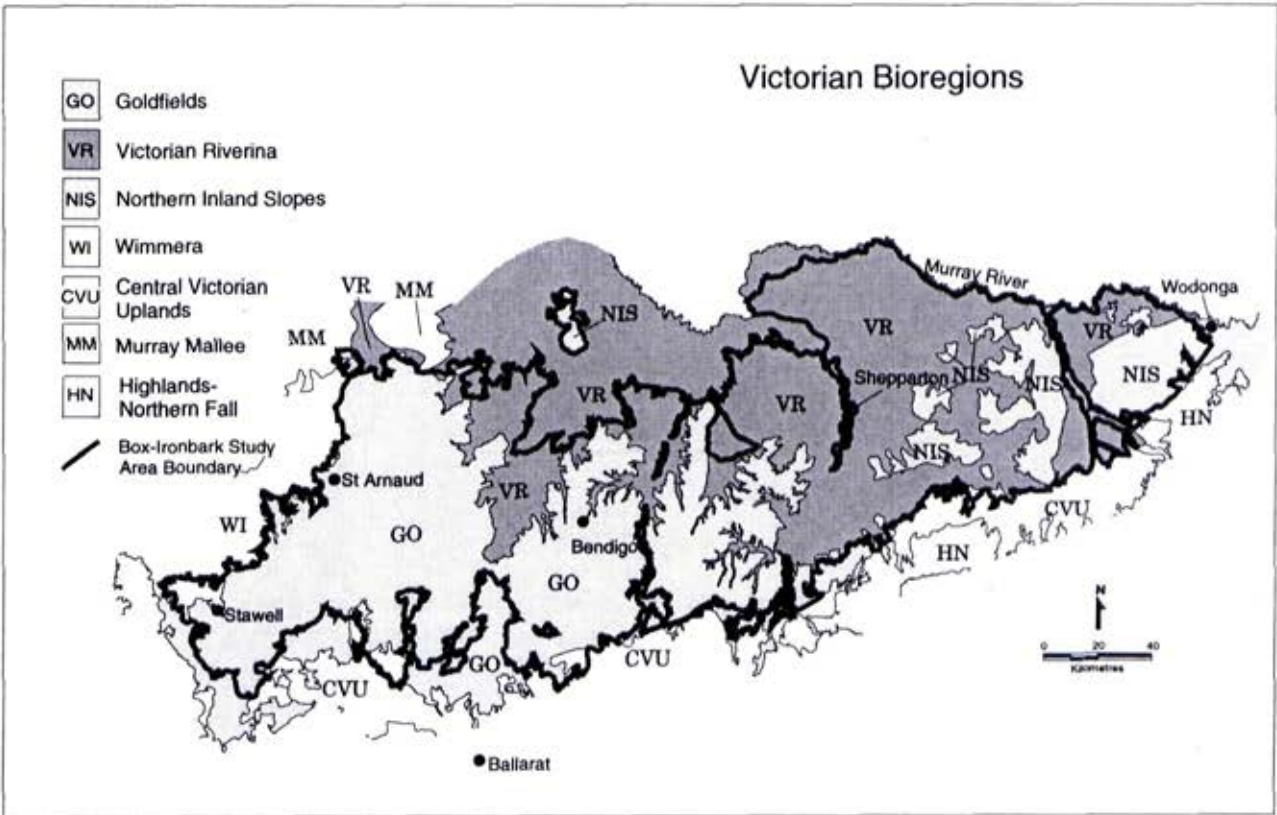 Victorian Bioregions
GO Goldfields
VR Victorian Riverina
NIS Northern Inland Slopes
WI Wimmera
CVU Central Victorian
Uplands
MM Murray Mallee
HN Highlands-
Northern Fall
Box-Ironbark Study
Area Boundary
VR
MM
MM
NIS
Murray River
Wodonga
VR
VR
NIS
Shepparton
NIS
NIS
VR
VR
HN
NIS
St Arnaud
VR
WI
GO
Bendigo
CVU
HN
GO
Stawell
N
GO
CVU
CVU
0 20 40
Kilometres
Ballarat